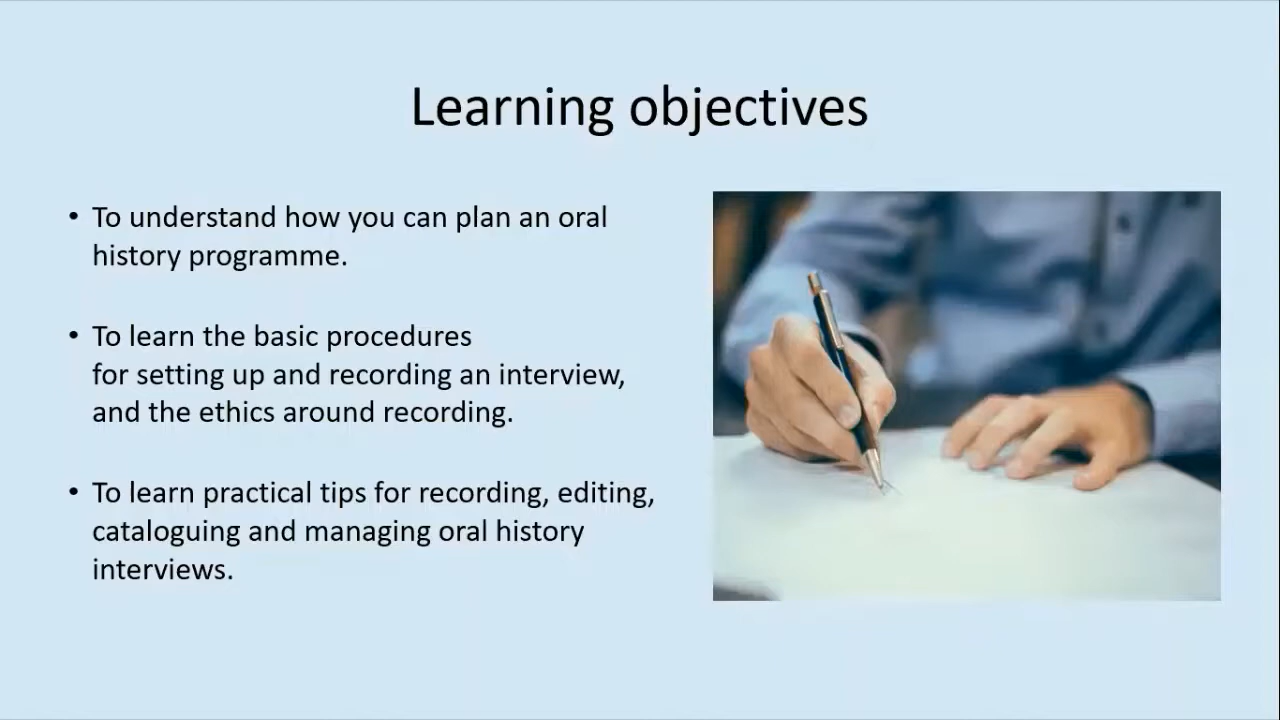 Learning objectives
• To understand how you can plan an oral
history programme.
• To learn the basic procedures
for setting up and recording an interview,
and the ethics around recording.
• To learn practical tips for recording, editing,
cataloguing and managing oral history
interviews.